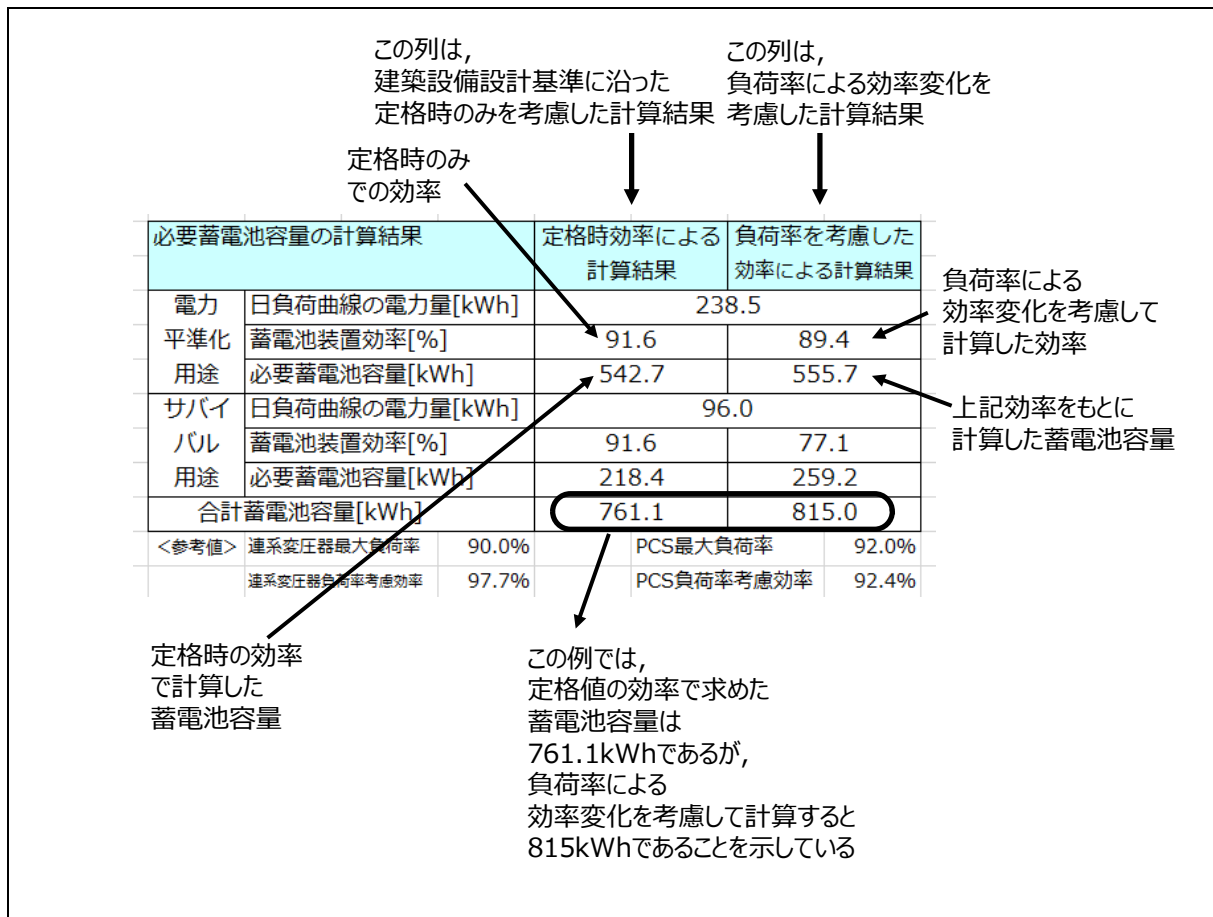 この列は,
建築設備設計基準に沿った
定格時のみを考慮した計算結果
この列は,
負荷率による効率変化を
考慮した計算結果
定格時のみ
での効率
必要蓄電池容量の計算結果
定格時効率による
計算結果
負荷率を考慮した
効率による計算結果
電力
平準化
用途
日負荷曲線の電力量[kWh]
238.5
蓄電池装置効率[%]
91.6
89.4
必要蓄電池容量[kWh]
542.7
555.7
サバイ
バル
用途
日負荷曲線の電力量[kWh]
96.0
蓄電池装置効率[%]
91.6
77.1
必要蓄電池容量[kWh]
218.4
259.2
合計蓄電池容量[kWh]
761.1
815.0
<参考値>
連系変圧器最大負荷率
90.0%
PCS最大負荷率
92.0%
連系変圧器負荷率考慮効率
97.7%
PCS負荷率考慮効率
92.4%
負荷率による
効率変化を考慮して
計算した効率
上記効率をもとに
計算した蓄電池容量
定格時の効率
で計算した
蓄電池容量
この例では,
定格値の効率で求めた
蓄電池容量は
761.1kWhであるが,
負荷率による
効率変化を考慮して計算すると
815kWhであることを示している